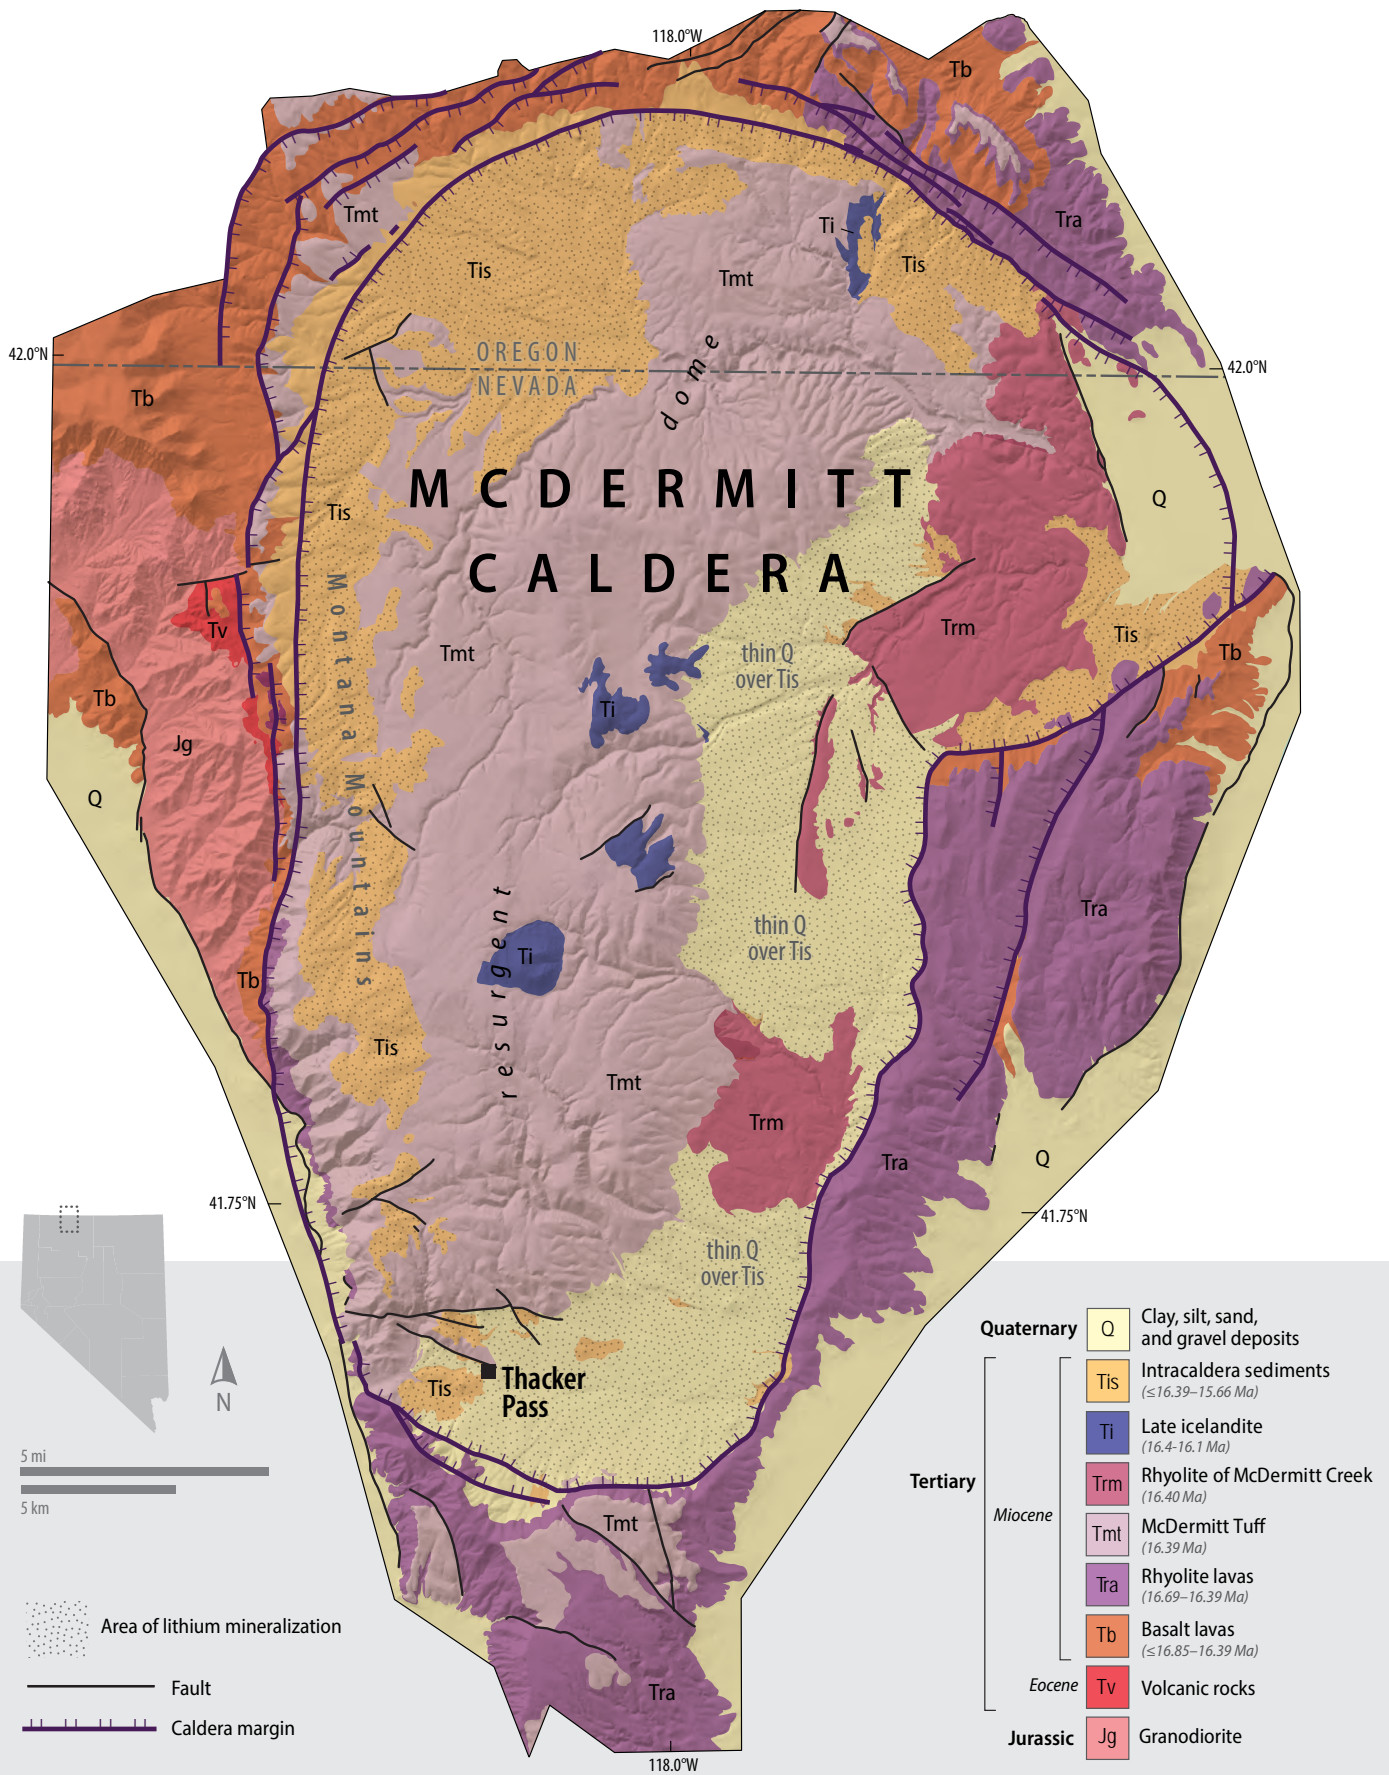 118.0°W
Tb
Tmt
Ti
Tra
Tis
Tmt
Tis
42.0°N
OREGON
NEVADA
42.0°N
dome
Tb
MCDERMITT
CALDERA
Tis
Q
Montana Mountains
Tv
Tmt
thin Q
over Tis
Trm
Tis
Tb
Tb
Ti
Jg
Q
resurgent
Tra
thin Q
over Tis
Ti
Tb
Tis
Tmt
Trm
Tra
Q
41.75°N
41.75°N
thin Q
over Tis
Thacker
Pass
Tis
N
5 mi
5 km
Tmt
Tra
118.0°W
Area of lithium mineralization
Fault
Caldera margin
Quaternary
Q
Clay, silt, sand,
and gravel deposits
Tertiary
Miocene
Tis
Intracaldera sediments
(≤16.39–15.66 Ma)
Ti
Late icelandite
(16.4-16.1 Ma)
Trm
Rhyolite of McDermitt Creek
(16.40 Ma)
Tmt
McDermitt Tuff
(16.39 Ma)
Tra
Rhyolite lavas
(16.69–16.39 Ma)
Tb
Basalt lavas
(≤16.85–16.39 Ma)
Eocene
Tv
Volcanic rocks
Jurassic
Jg
Granodiorite